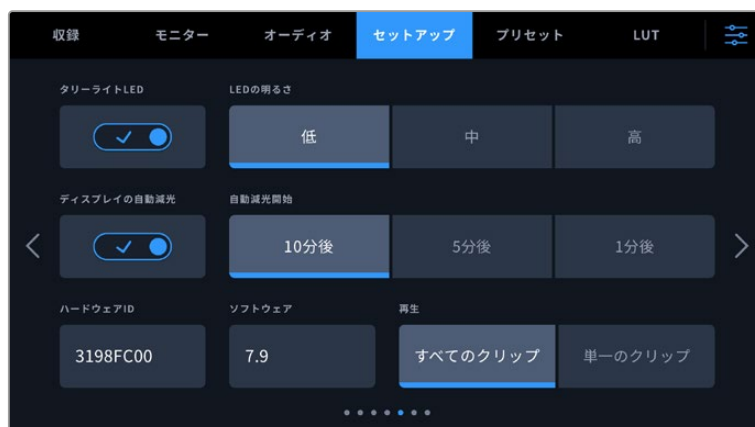 収録 モニター オーディオ セットアップ プリセット LUT
タリーライトLED LEDの明るさ
低 中 高
ディスプレイの自動減光 自動減光開始
10分後 5分後 1分後
ハードウェアID ソフトウェア 再生
3198FC00 7.9 すべてのクリップ 単一のクリップ